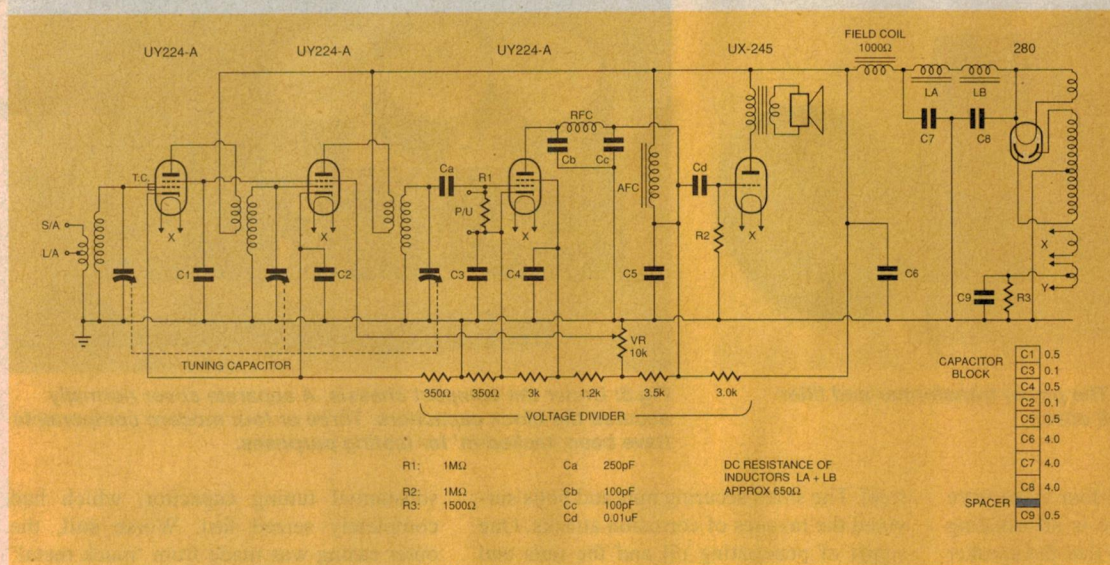 UY224-A
UY224-A
UY224-A
UX-245
FIELD COIL
1000Ω
280
LA
LB
C7
C8
RFC
Cb
Cc
Ca
R1
P/U
AFC
Cd
R2
T.C.
S/A
L/A
X
X
X
X
C1
C2
C3
C4
C5
C6
X
Y
C9
R3
VR
10k
TUNING CAPACITOR
350Ω
350Ω
3k
1.2k
3.5k
3.0k
VOLTAGE DIVIDER
R1: 1MΩ
R2: 1MΩ
R3: 1500Ω
Ca 250pF
Cb 100pF
Cc 100pF
Cd 0.01uF
DC RESISTANCE OF
INDUCTORS LA + LB
APPROX 650Ω
CAPACITOR
BLOCK
C1 0.5
C3 0.1
C4 0.5
C2 0.1
C5 0.5
C6 4.0
C7 4.0
C8 4.0
SPACER
C9 0.5